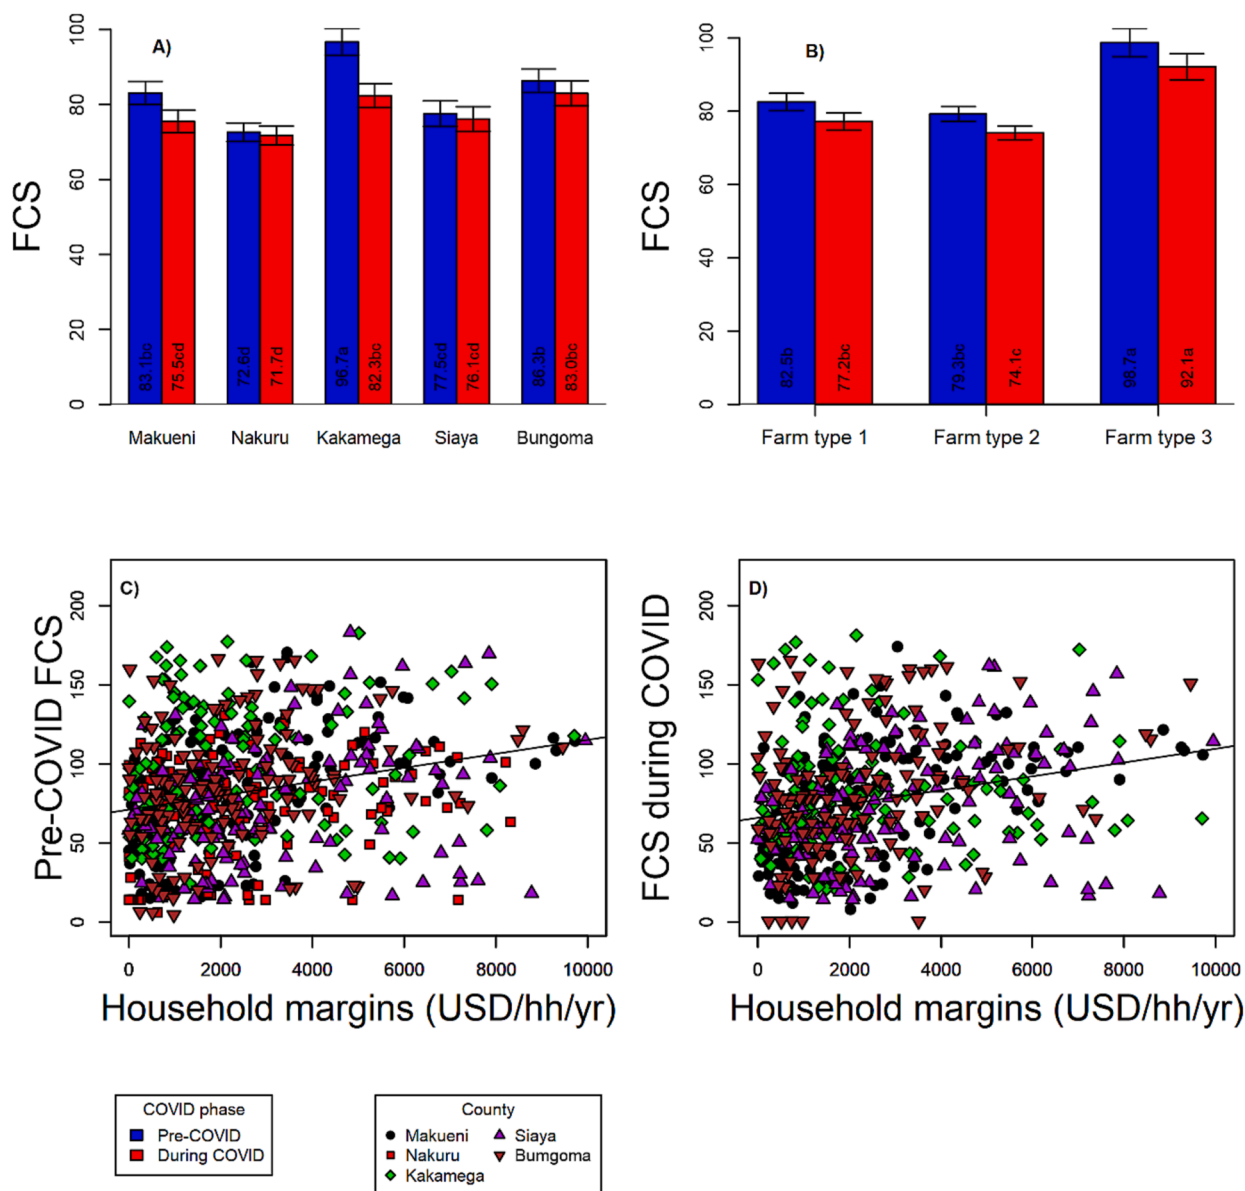 A)
FCS
0
20
40
60
80
100
83.1bc
75.5cd
72.6d
71.7d
96.7a
82.3bc
77.5cd
76.1cd
86.3b
83.0bc
Makueni
Nakuru
Kakamega
Siaya
Bungoma
B)
FCS
0
20
40
60
80
100
82.5b
77.2bc
79.3bc
74.1c
98.7a
92.1a
Farm type 1
Farm type 2
Farm type 3
C)
Pre-COVID FCS
0
50
100
150
200
0
2000
4000
6000
8000
10000
Household margins (USD/hh/yr)
D)
FCS during COVID
0
50
100
150
200
0
2000
4000
6000
8000
10000
Household margins (USD/hh/yr)
COVID phase
Pre-COVID
During COVID
County
Makueni
Nakuru
Kakamega
Siaya
Bumgoma